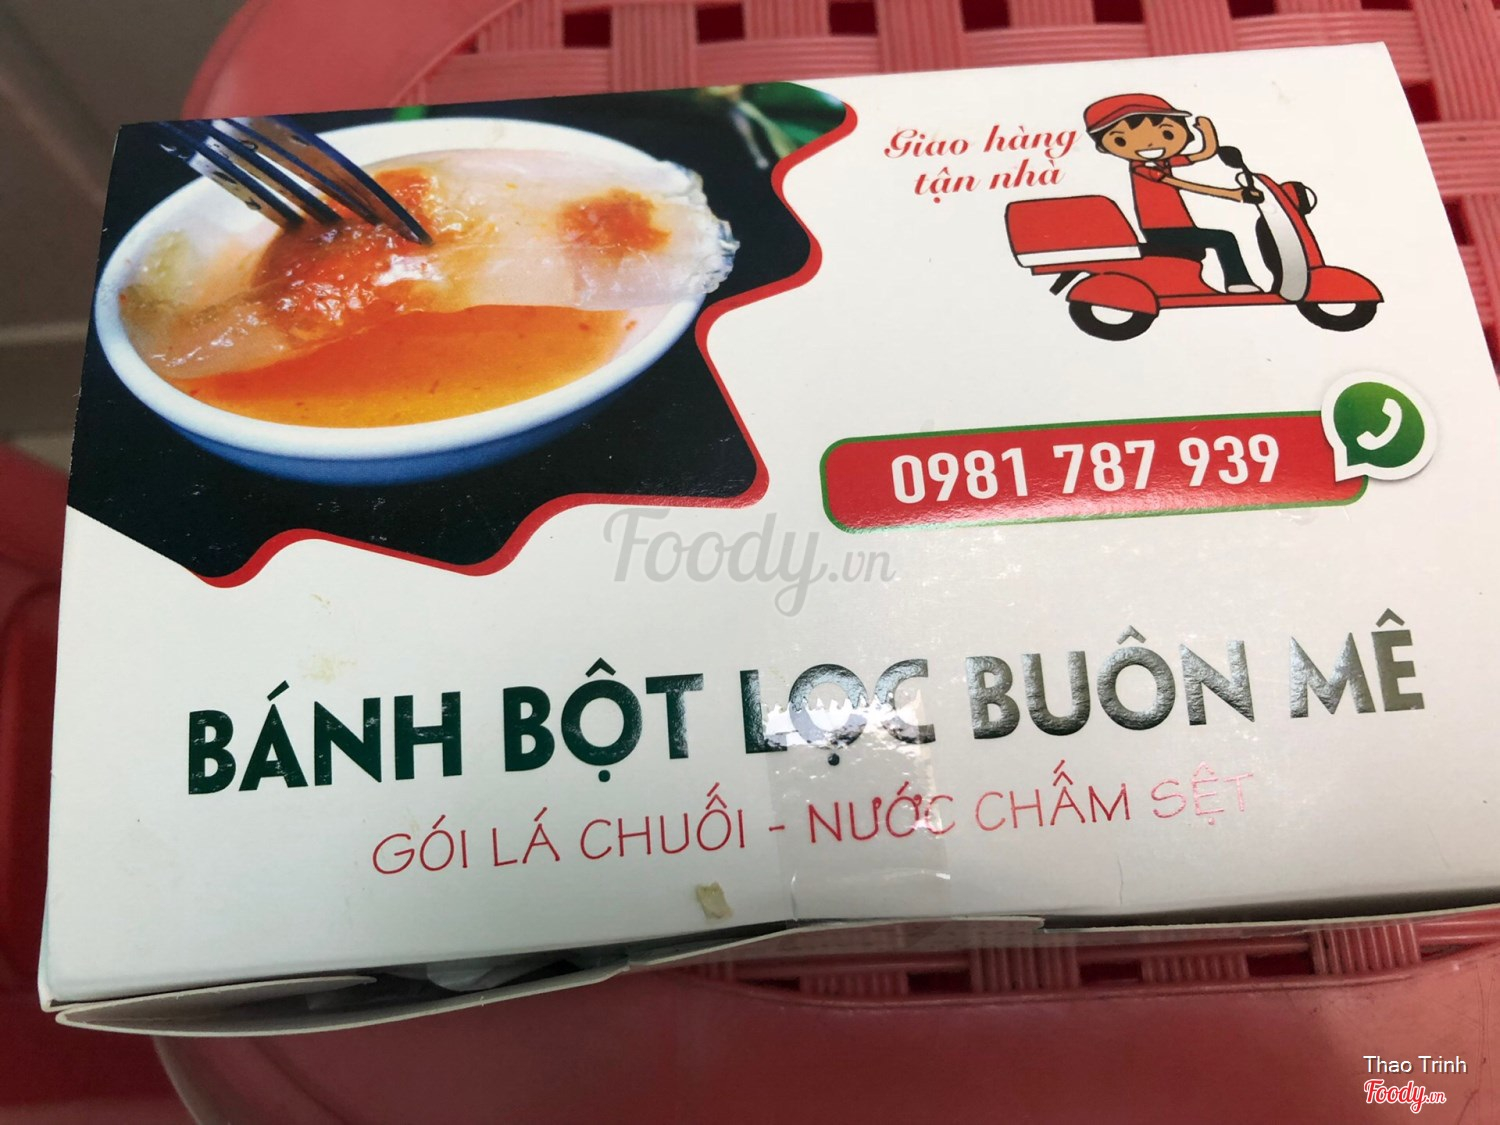 Giao hàng
tận nhà
0981 787 939
Foody.vn
BÁNH BỘT LỌC BUÔN MÊ
GÓI LÁ CHUỐI - NƯỚC CHẤM SỆT
Thao Trinh
Foody.vn